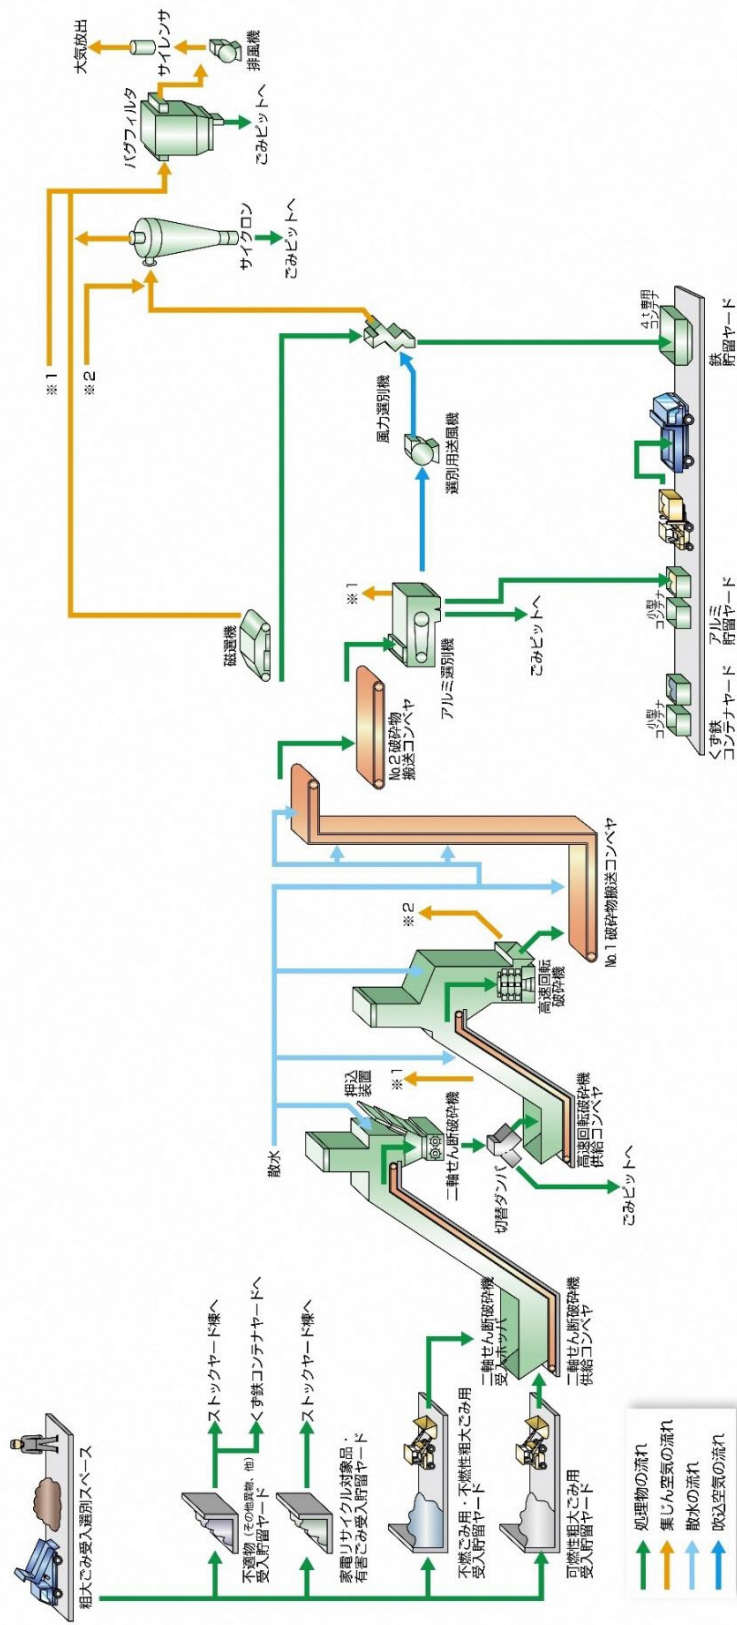 粗大ごみ受入選別スペース
不適物（その他異物、他）
受入貯留ヤード
ストックヤード棟へ
くず鉄コンテナヤードへ
家電リサイクル対象品・
有害ごみ受入貯留ヤード
ストックヤード棟へ
不燃ごみ用・不燃性粗大ごみ用
受入貯留ヤード
可燃性粗大ごみ用
受入貯留ヤード
二軸せん断破砕機
受入ホッパ
二軸せん断破砕機
供給コンベヤ
散水
押込
装置
※1
二軸せん断破砕機
切替ダンパ
ごみピットへ
高速回転破砕機
供給コンベヤ
※2
高速回転
破砕機
No.1破砕物搬送コンベヤ
No.2破砕物
搬送コンベヤ
磁選機
アルミ選別機
※1
ごみピットへ
選別用送風機
風力選別機
※1
※2
サイクロン
ごみピットへ
バグフィルタ
ごみピットへ
排風機
サイレンサ
大気放出
小型
コンテナ
くず鉄
コンテナヤード
小型
コンテナ
アルミ
貯留ヤード
4t専用
コンテナ
鉄
貯留ヤード
処理物の流れ
集じん空気の流れ
散水の流れ
吹込空気の流れ